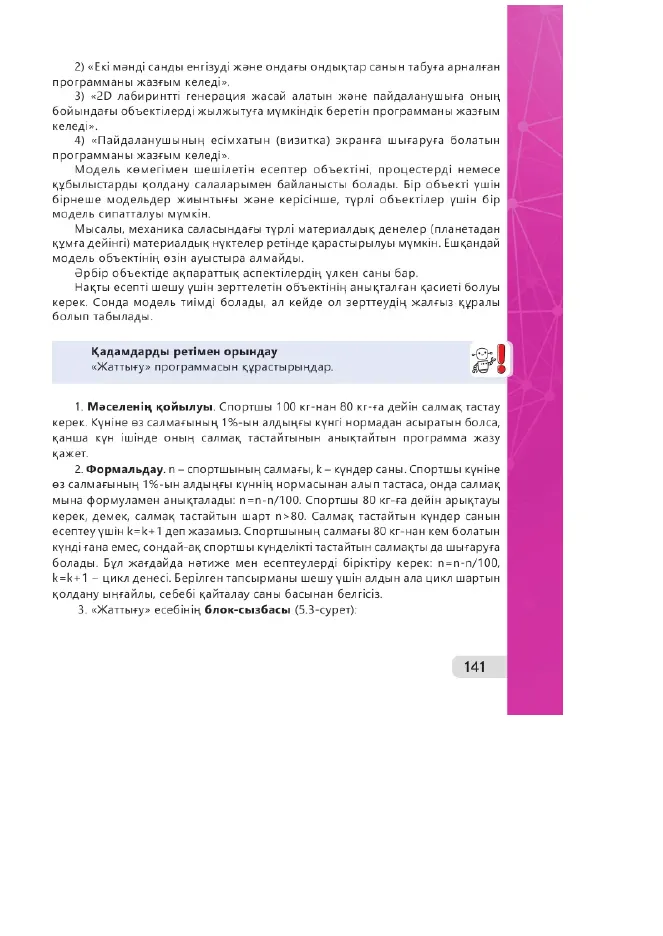 2) «Екі мәнді санды енгізуді және ондағы ондықтар санын табуға арналған
программаны жазғым келеді».
3) «2D лабиринтті генерация жасай алатын және пайдаланушыға оның
бойындағы объектілерді жылжытуға мүмкіндік беретін программаны жазғым
келеді».
4) «Пайдаланушының есімхатын (визитка) экранға шығаруға болатын
программаны жазғым келеді».
Модель көмегімен шешілетін есептер объектіні, процестерді немесе
құбылыстарды қолдану салаларымен байланысты болады. Бір объекті үшін
бірнеше модельдер жиынтығы және керісінше, түрлі объектілер үшін бір
модель сипатталуы мүмкін.
Мысалы, механика саласындағы түрлі материалдық денелер (планетадан
құмға дейінгі) материалдық нүктелер ретінде қарастырылуы мүмкін. Ешқандай
модель объектінің өзін ауыстыра алмайды.
Әрбір объектіде ақпараттық аспектілердің үлкен саны бар.
Нақты есепті шешу үшін зерттелетін объектінің анықталған қасиеті болуы
керек. Сонда модель тиімді болады, ал кейде ол зерттеудің жалғыз құралы
болып табылады.
Қадамдарды ретімен орындау
«Жаттығу» программасын құрастырыңдар.
1. Мәселенің қойылуы. Спортшы 100 кг-нан 80 кг-ға дейін салмақ тастау
керек. Күніне өз салмағының 1%-ын алдыңғы күнгі нормадан асыратын болса,
қанша күн ішінде оның салмақ тастайтынын анықтайтын программа жазу
қажет.
2. Формальдау. n – спортшының салмағы, k – күндер саны. Спортшы күніне
өз салмағының 1%-ын алдыңғы күннің нормасынан алып тастаса, онда салмақ
мына формуламен анықталады: n=n-n/100. Спортшы 80 кг-ға дейін арықтауы
керек, демек, салмақ тастайтын шарт n>80. Салмақ тастайтын күндер санын
есептеу үшін k=k+1 деп жазамыз. Спортшының салмағы 80 кг-нан кем болатын
күнді ғана емес, сондай-ақ спортшы күнделікті тастайтын салмақты да шығаруға
болады. Бұл жағдайда нәтиже мен есептеулерді біріктіру керек: n=n-n/100,
k=k+1 – цикл денесі. Берілген тапсырманы шешу үшін алдын ала цикл шартын
қолдану ыңғайлы, себебі қайталау саны басынан белгісіз.
3. «Жаттығу» есебінің блок-сызбасы (5.3-сурет):
141